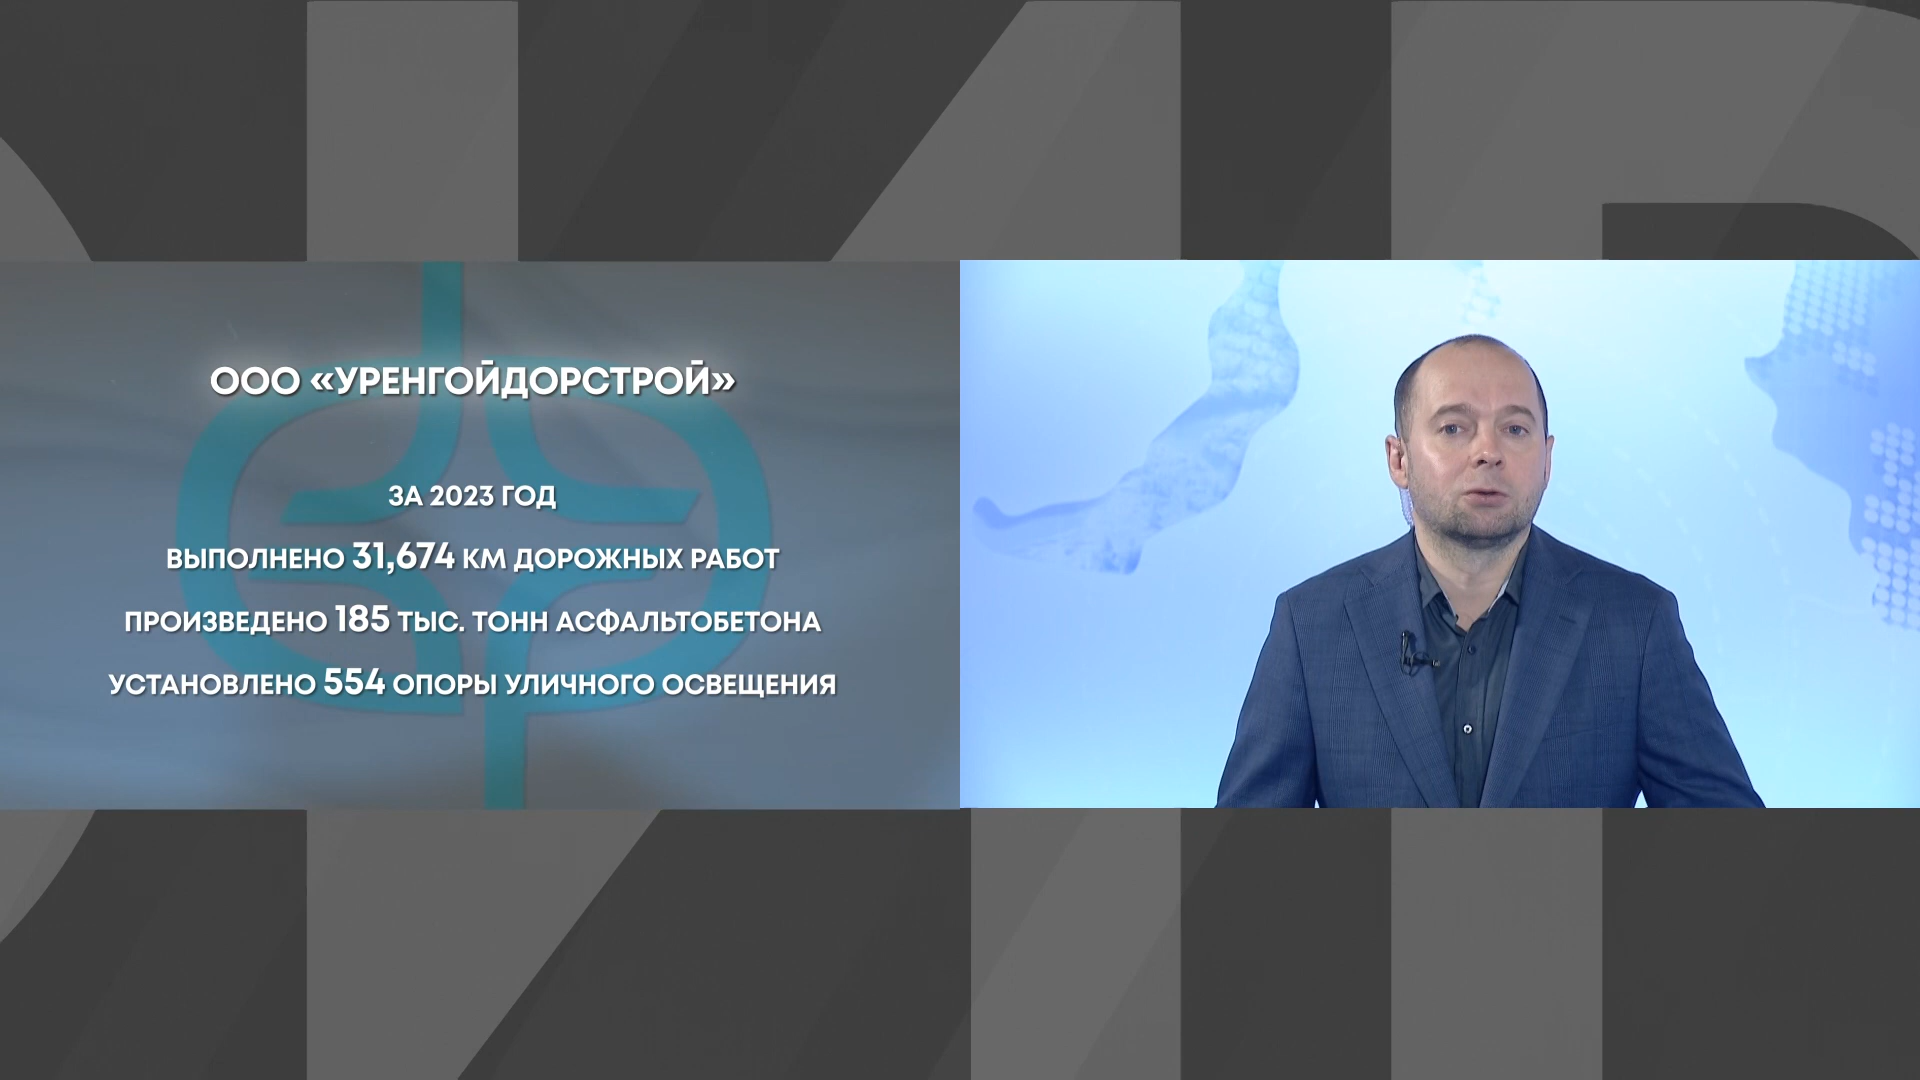 ООО «УРЕНГОЙДОРСТРОЙ»
ЗА 2023 ГОД
ВЫПОЛНЕНО 31,674 КМ ДОРОЖНЫХ РАБОТ
ПРОИЗВЕДЕНО 185 ТЫС. ТОНН АСФАЛЬТОБЕТОНА
УСТАНОВЛЕНО 554 ОПОРЫ УЛИЧНОГО ОСВЕЩЕНИЯ